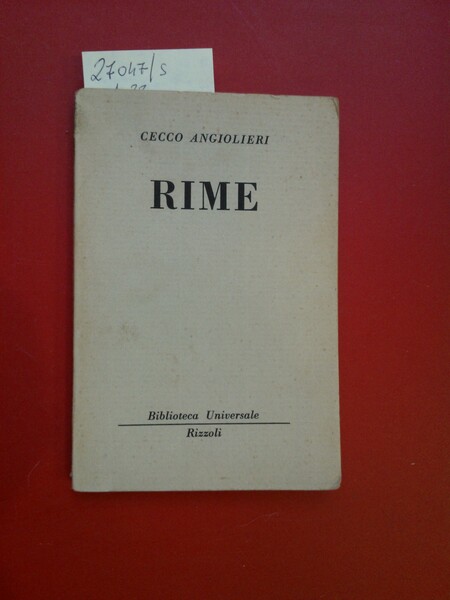 27047/s
CECCO ANGIOLIERI
RIME
Biblioteca Universale
Rizzoli